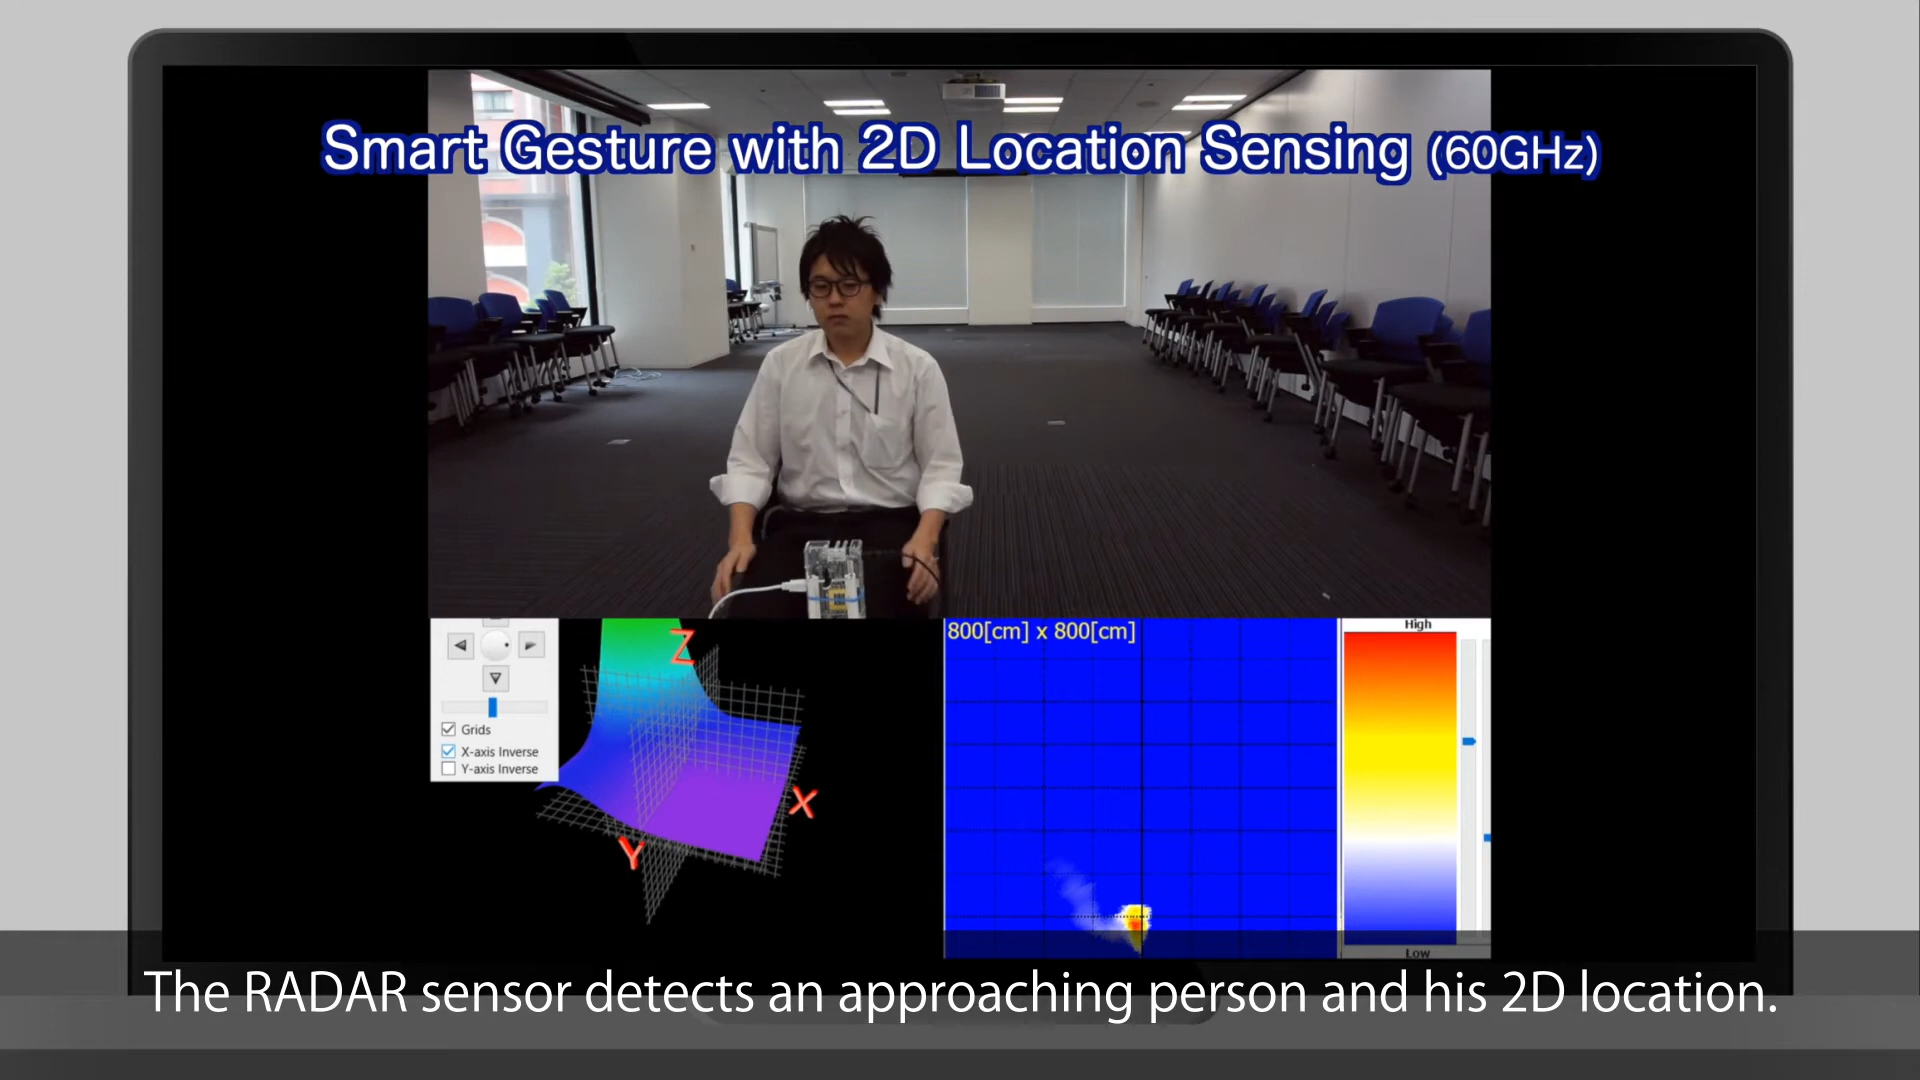 Smart Gesture with 2D Location Sensing (60GHz)
Grids
X-axis Inverse
Y-axis Inverse
Z
X
Y
800[cm] x 800[cm]
High
Low
The RADAR sensor detects an approaching person and his 2D location.